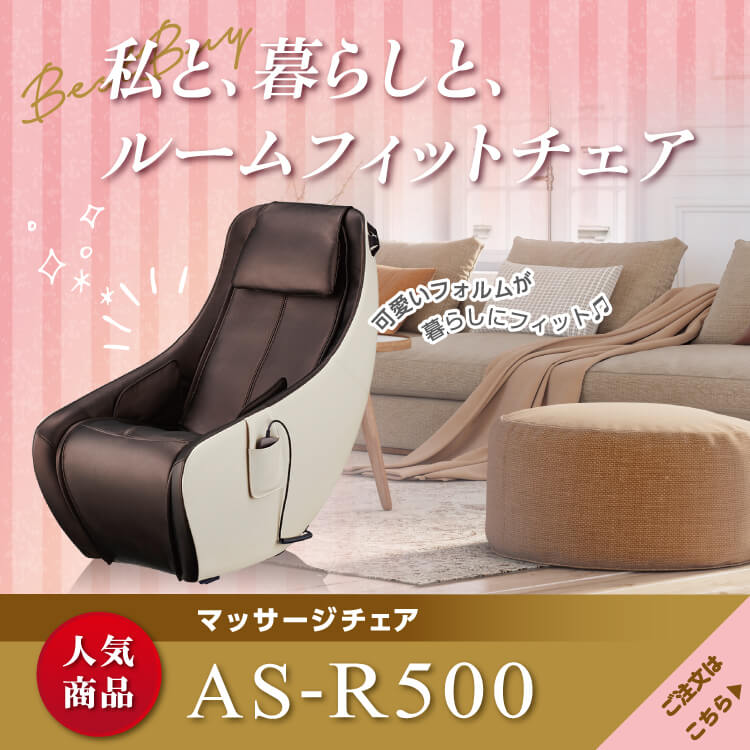 Best Buy
私と、暮らしと、
ルームフィットチェア
可愛いフォルムが
暮らしにフィット♫
マッサージチェア
人気
商品
AS-R500
ご注文は
こちら▶